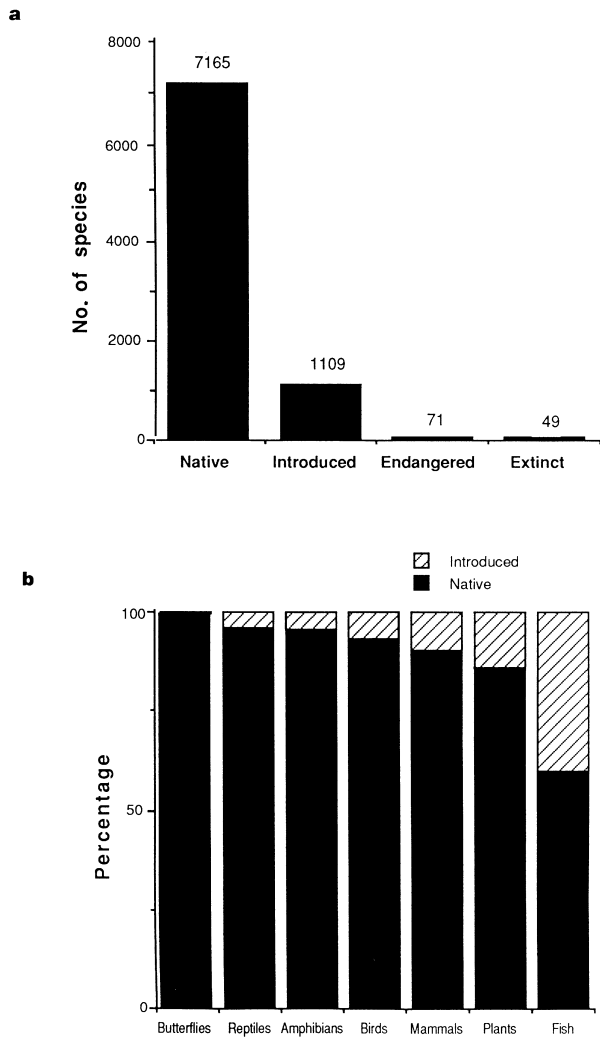 a
8000
7165
6000
No. of species
4000
2000
1109
71
49
0
Native Introduced Endangered Extinct
b
Introduced
Native
100
Percentage
50
0
Butterflies Reptiles Amphibians Birds Mammals Plants Fish